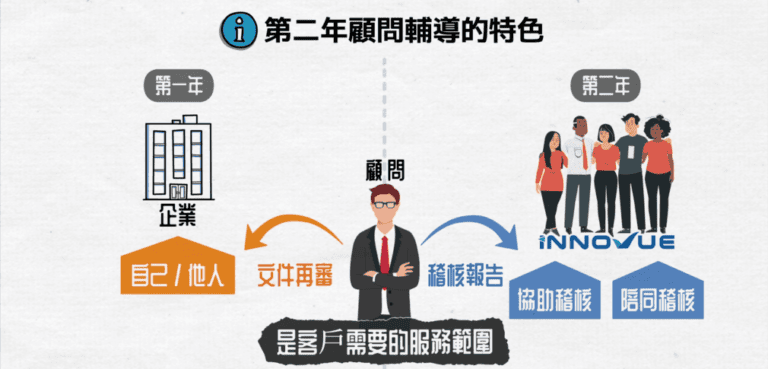 第二年顧問輔導的特色
第一年
第二年
顧問
企業
iNNOVUE
自己 / 他人
文件再審
稽核報告
協助稽核
陪同稽核
是客戶需要的服務範圍